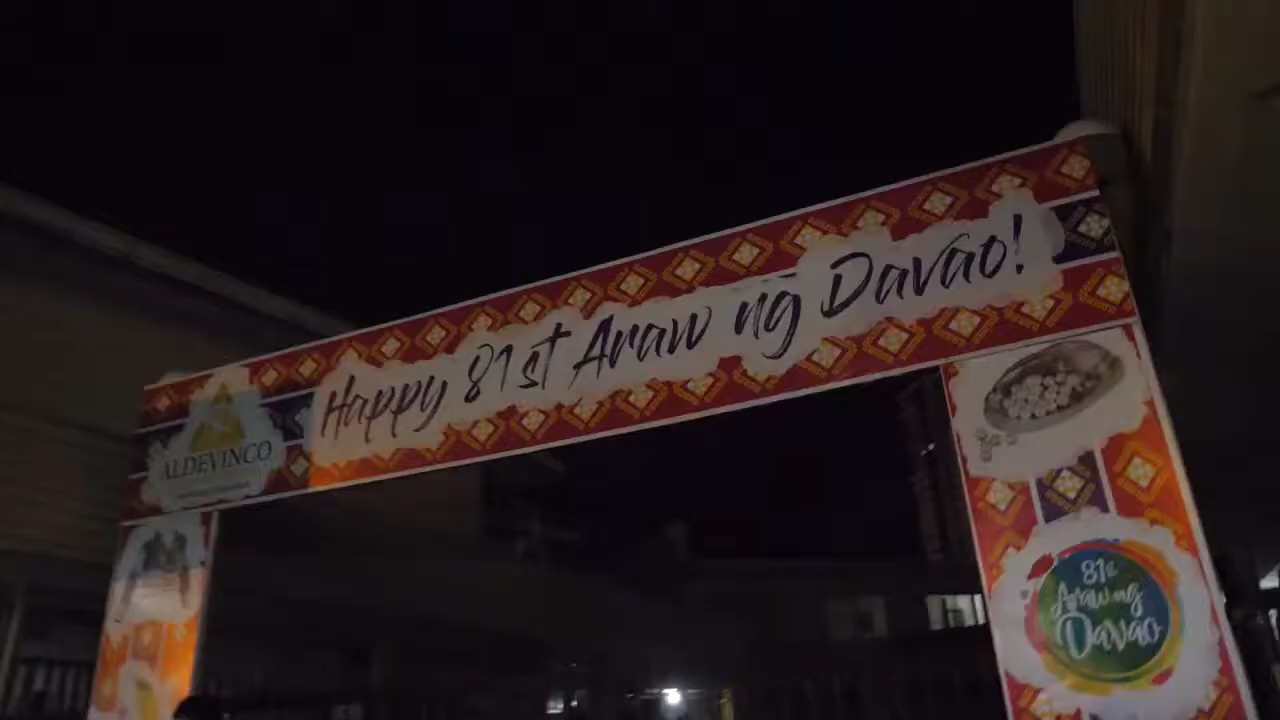 Happy 81st Araw ng Davao!
ALDEVINCO
81st
Araw ng
Davao